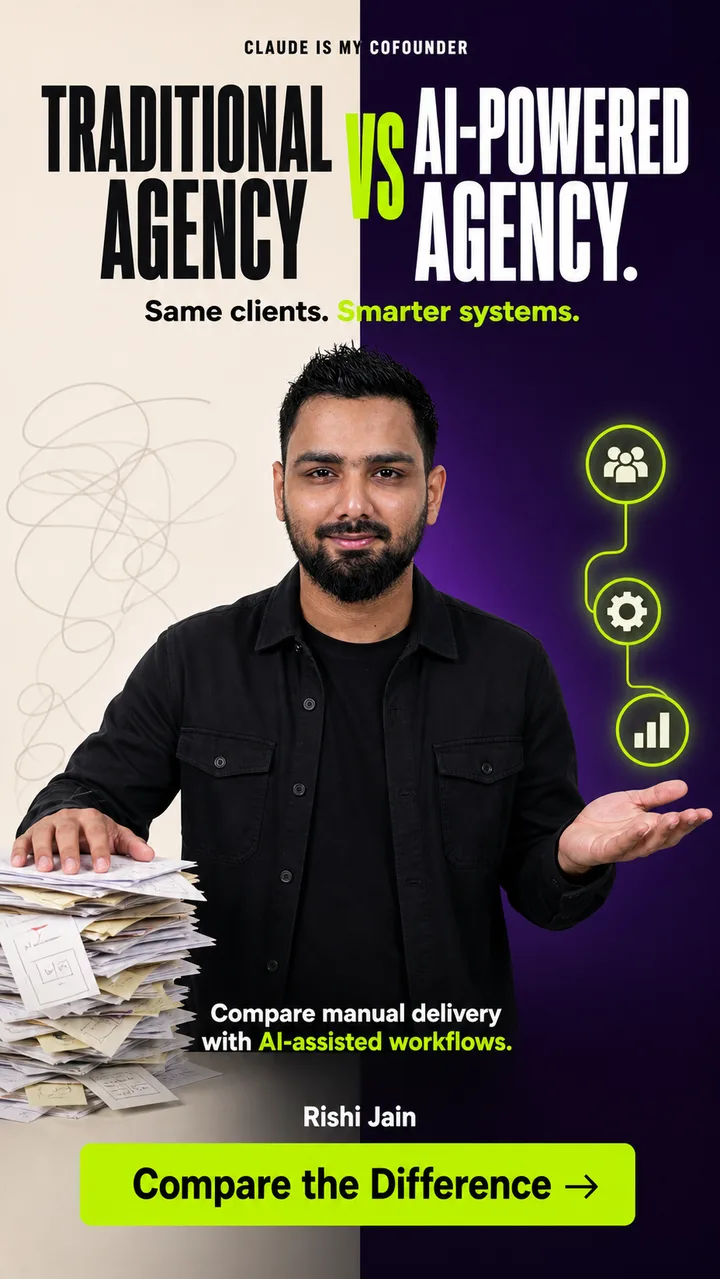 CLAUDE IS MY COFOUNDER
TRADITIONAL
AGENCY
VS
AI-POWERED
AGENCY.
Same clients. Smarter systems.
Compare manual delivery
with AI-assisted workflows.
Rishi Jain
Compare the Difference →